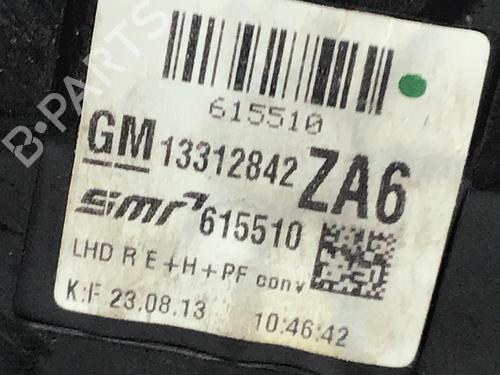 B-PARTS
615510
GM 13312842 ZA6
smr 615510
LHD R E+H+PF conv
K:F 23.08.13 10:46:42